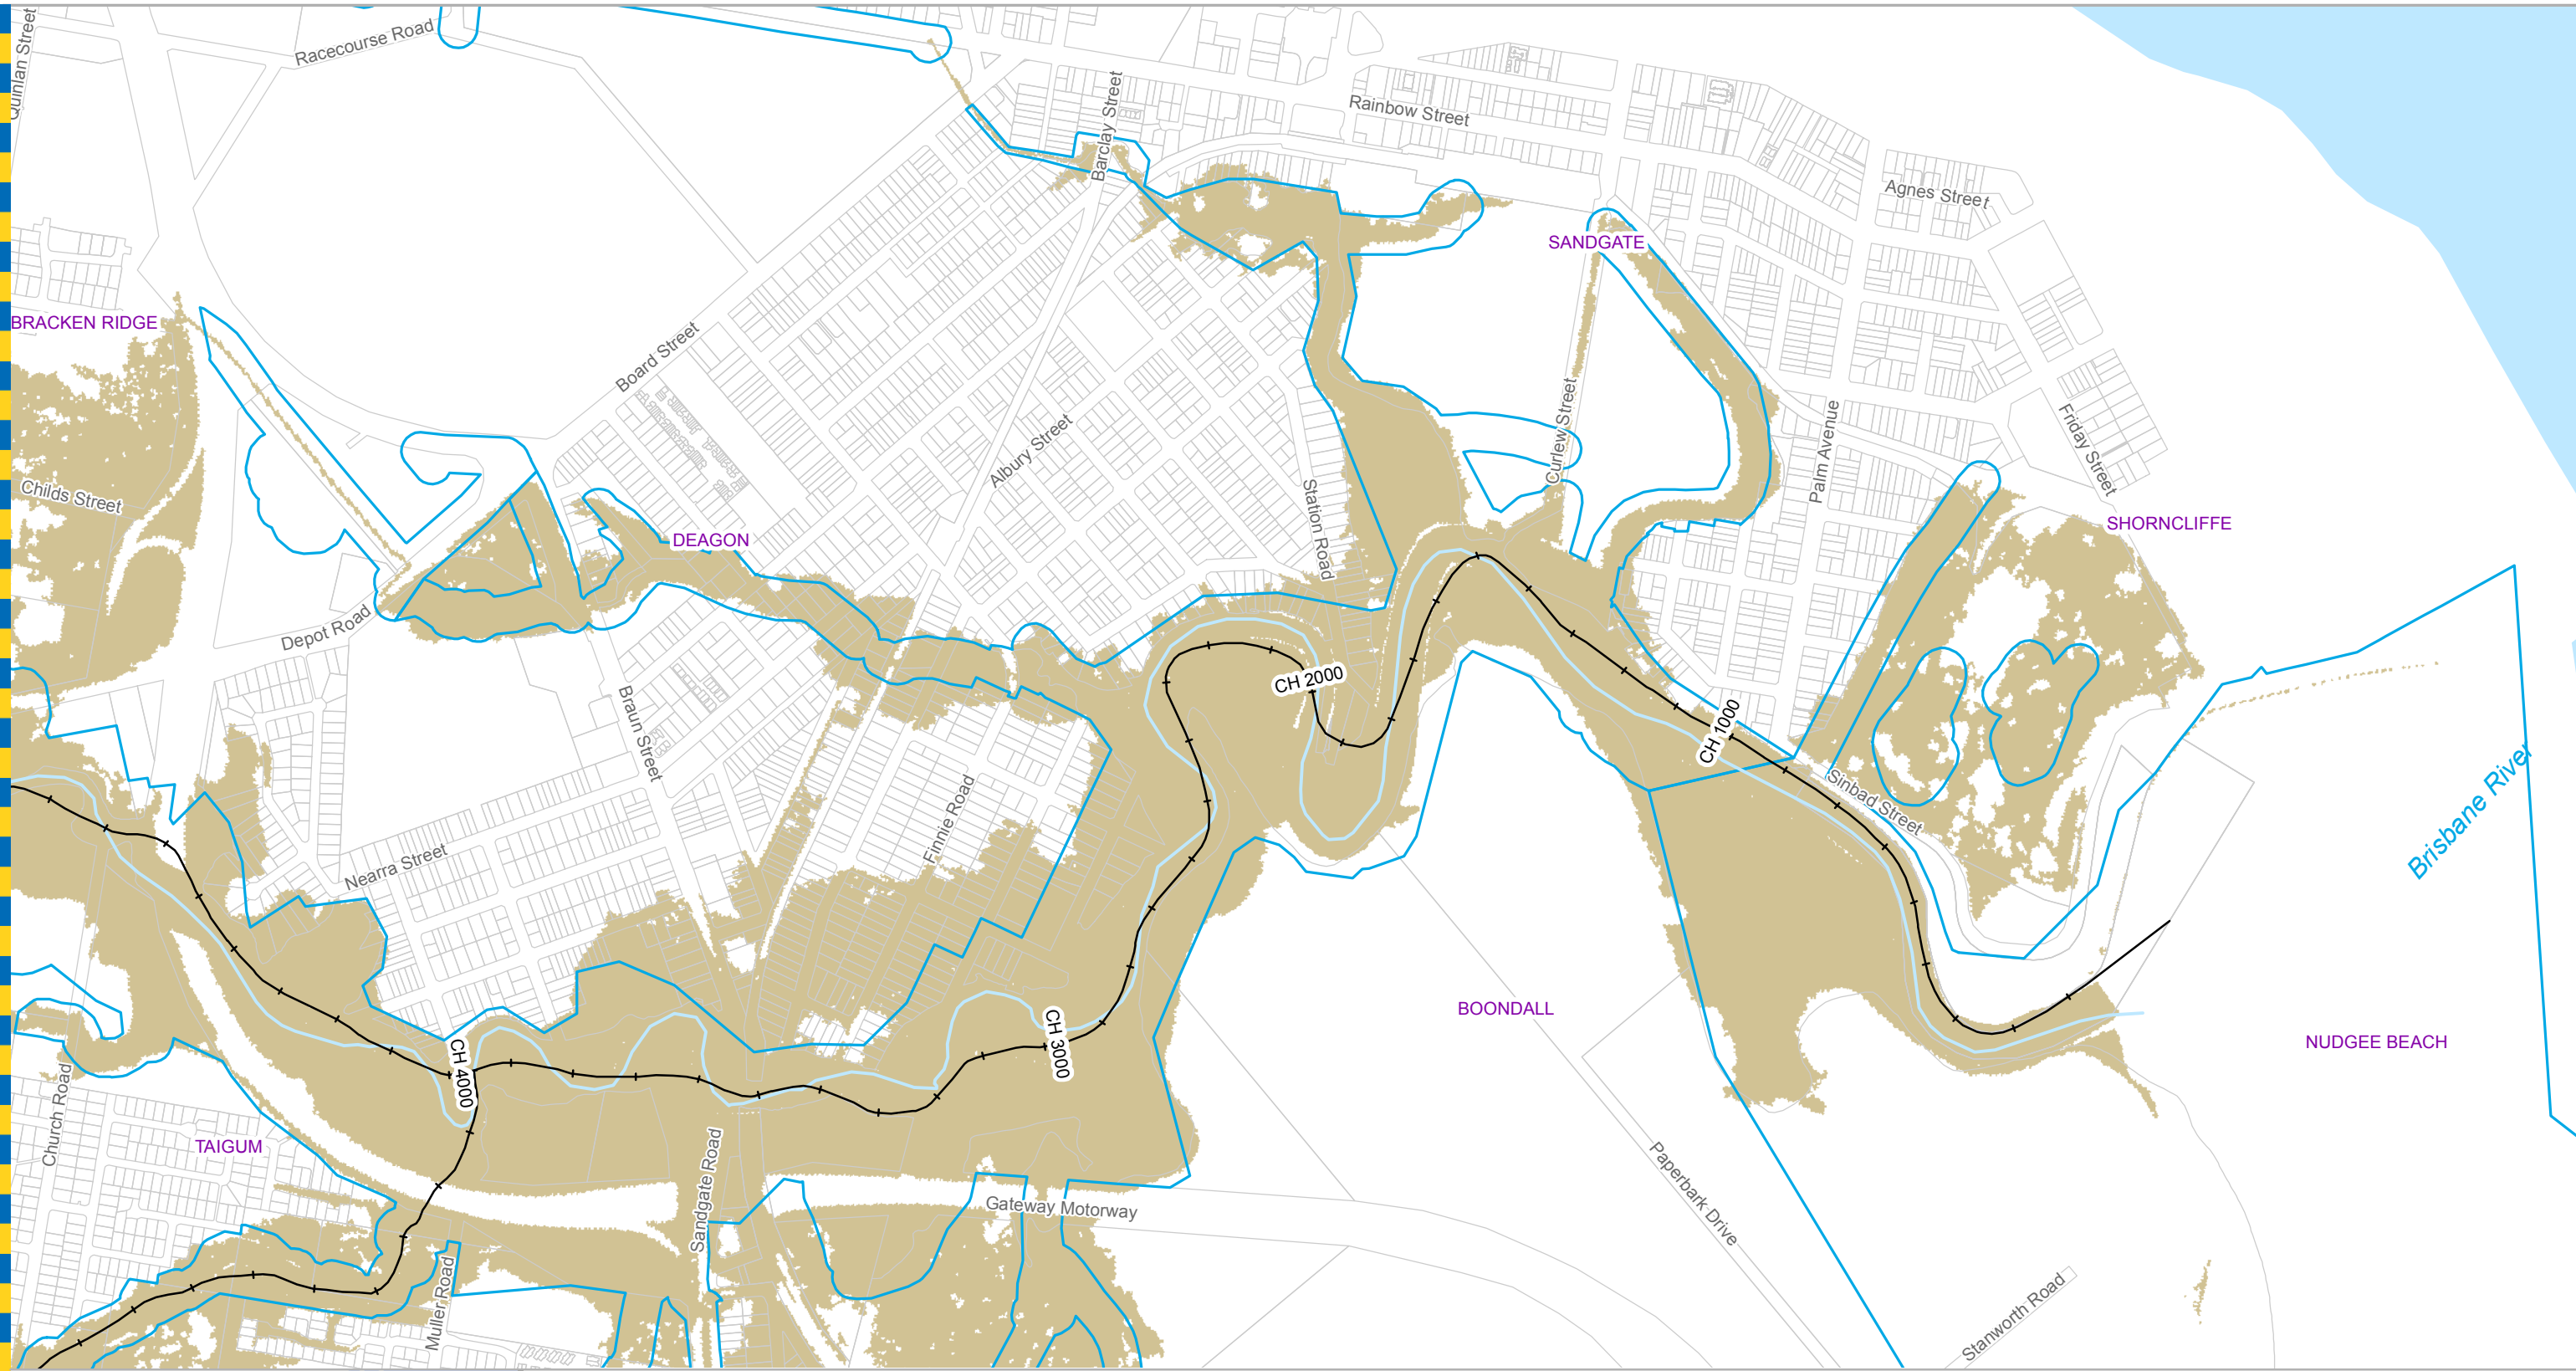 Quinlan Street
Racecourse Road
Barclay Street
Rainbow Street
Agnes Street
SANDGATE
BRACKEN RIDGE
Board Street
Albury Street
Curlew Street
Palm Avenue
Friday Street
Childs Street
Station Road
SHORNCLIFFE
DEAGON
Depot Road
Braun Street
CH 2000
CH 1000
Sinbad Street
Brisbane River
Finnie Road
Nearra Street
BOONDALL
CH 3000
CH 4000
NUDGEE BEACH
Church Road
TAIGUM
Sandgate Road
Gateway Motorway
Paperbark Drive
Muller Road
Stanworth Road